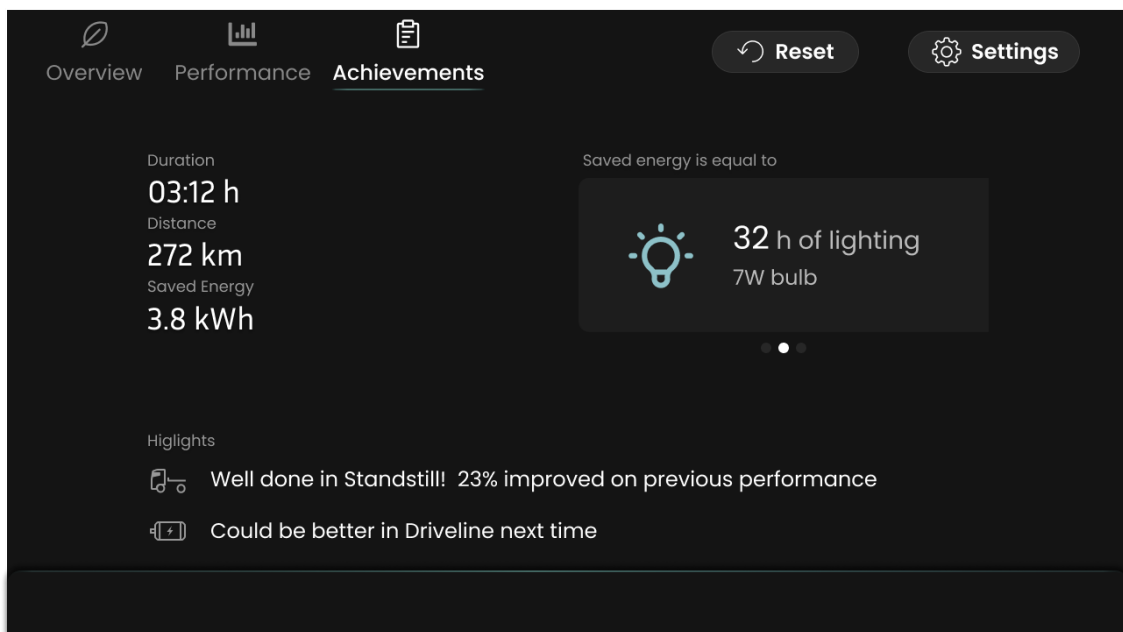 Overview
Performance
Achievements
Reset
Settings
Duration
03:12 h
Distance
272 km
Saved Energy
3.8 kWh
Saved energy is equal to
32 h of lighting
7W bulb
Higlights
Well done in Standstill!  23% improved on previous performance
Could be better in Driveline next time